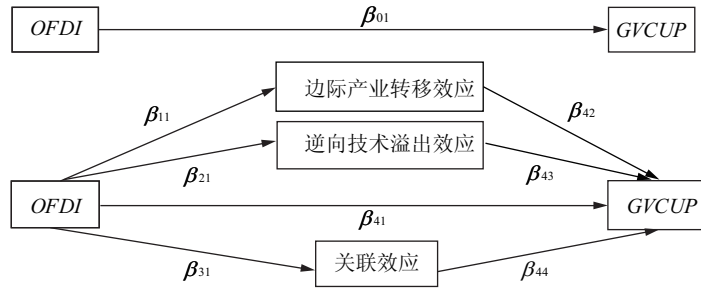 β01
OFDI
GVCUP
边际产业转移效应
β11
β42
逆向技术溢出效应
β21
β43
OFDI
GVCUP
β41
β31
关联效应
β44